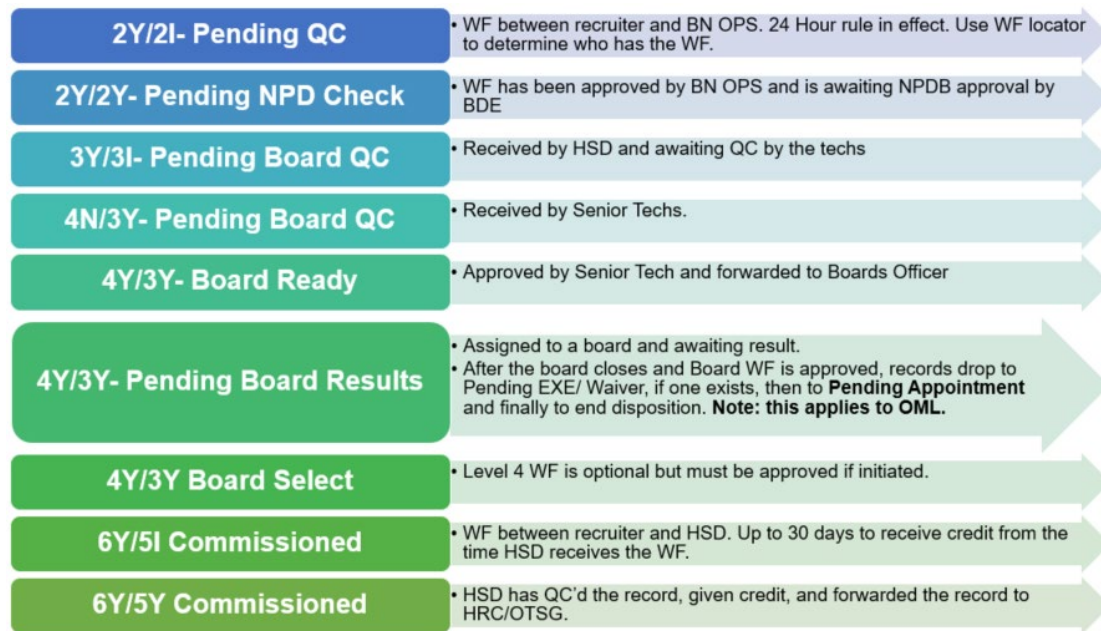 2Y/2I- Pending QC
• WF between recruiter and BN OPS. 24 Hour rule in effect. Use WF locator
to determine who has the WF.
2Y/2Y- Pending NPD Check
• WF has been approved by BN OPS and is awaiting NPDB approval by
BDE
3Y/3I- Pending Board QC
• Received by HSD and awaiting QC by the techs
4N/3Y- Pending Board QC
• Received by Senior Techs.
4Y/3Y- Board Ready
• Approved by Senior Tech and forwarded to Boards Officer
4Y/3Y- Pending Board Results
• Assigned to a board and awaiting result.
• After the board closes and Board WF is approved, records drop to
Pending EXE/ Waiver, if one exists, then to Pending Appointment
and finally to end disposition. Note: this applies to OML.
4Y/3Y Board Select
• Level 4 WF is optional but must be approved if initiated.
6Y/5I Commissioned
• WF between recruiter and HSD. Up to 30 days to receive credit from the
time HSD receives the WF.
6Y/5Y Commissioned
• HSD has QC'd the record, given credit, and forwarded the record to
HRC/OTSG.